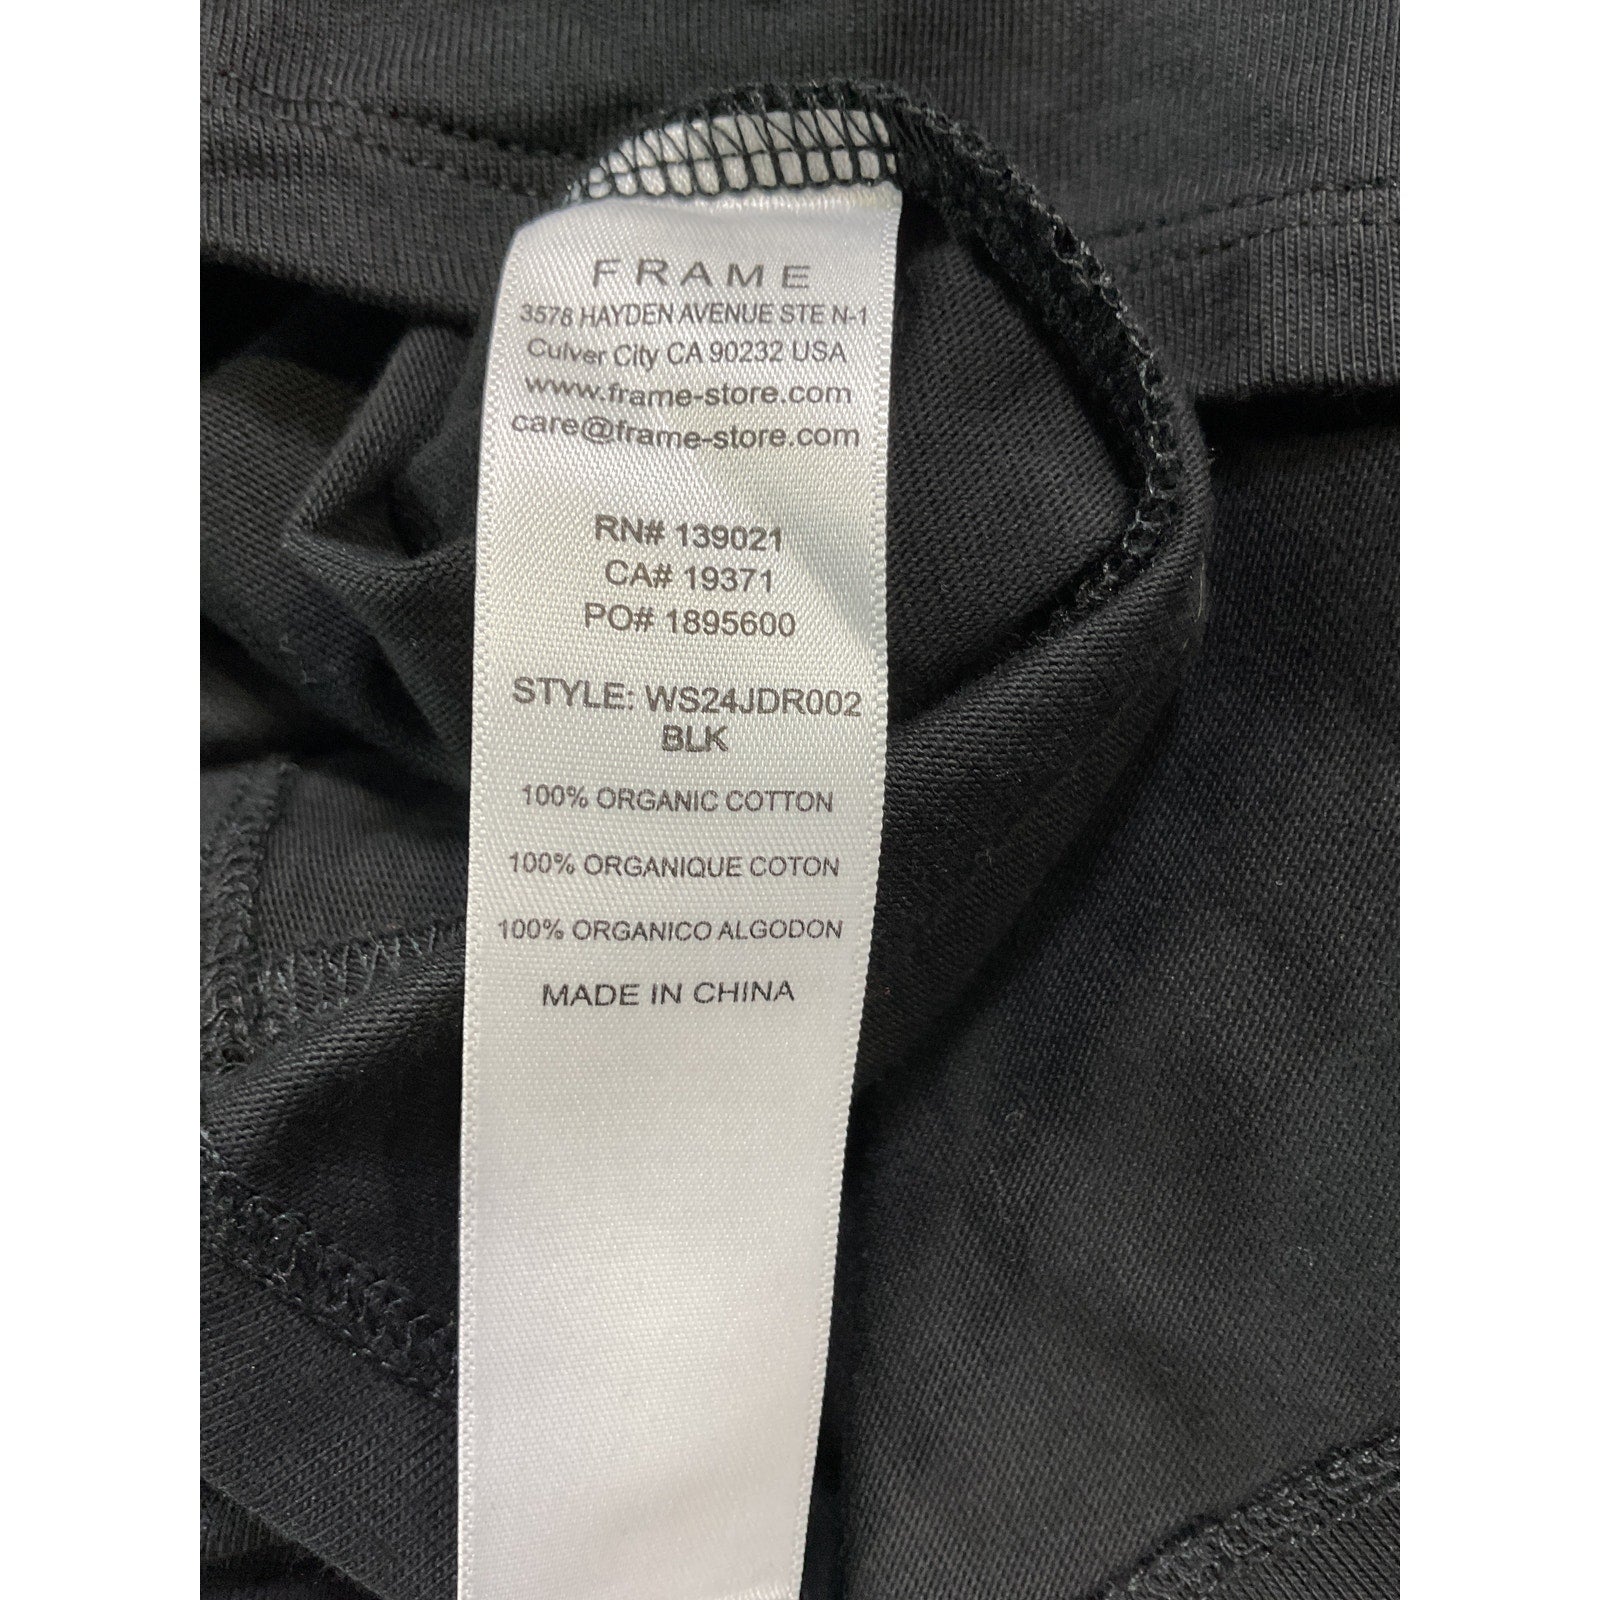 FRAME
3578 HAYDEN AVENUE STE N-1
Culver City CA 90232 USA
www.frame-store.com
care@frame-store.com
RN# 139021
CA# 19371
PO# 1895600
STYLE: WS24JDR002
BLK
100% ORGANIC COTTON
100% ORGANIQUE COTON
100% ORGANICO ALGODON
MADE IN CHINA